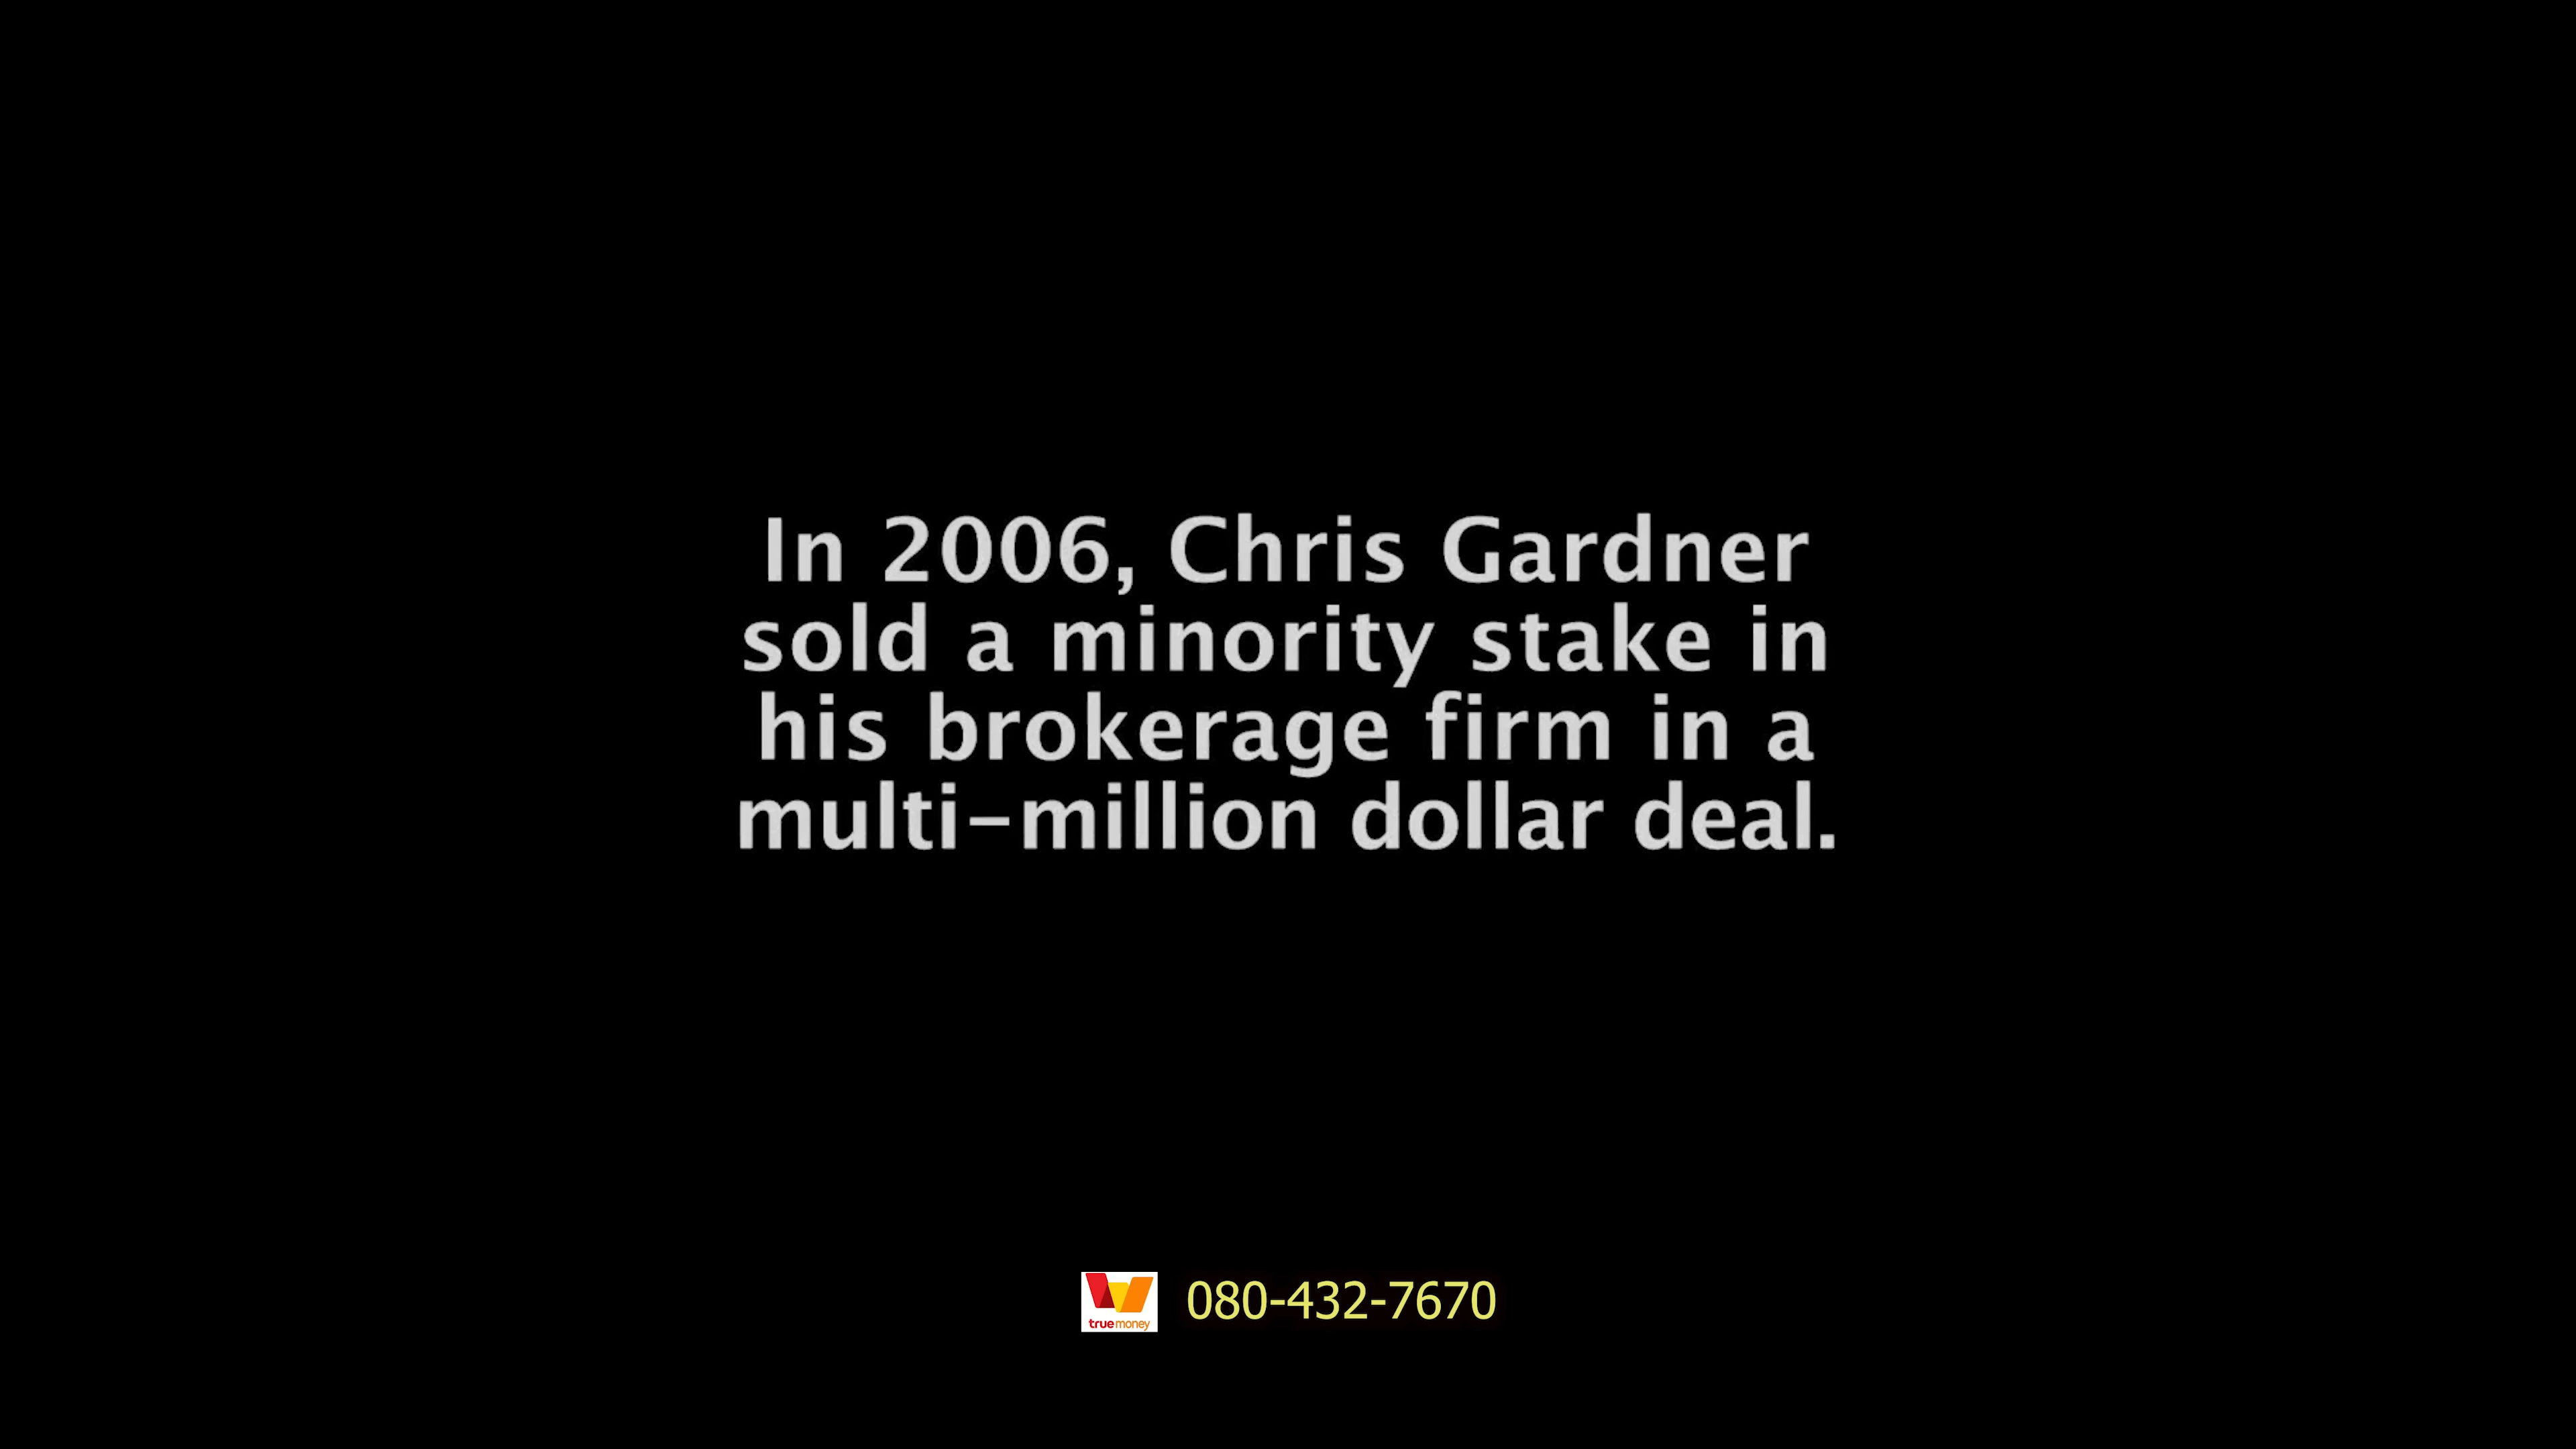 In 2006, Chris Gardner
sold a minority stake in
his brokerage firm in a
multi-million dollar deal.
truemoney 080-432-7670